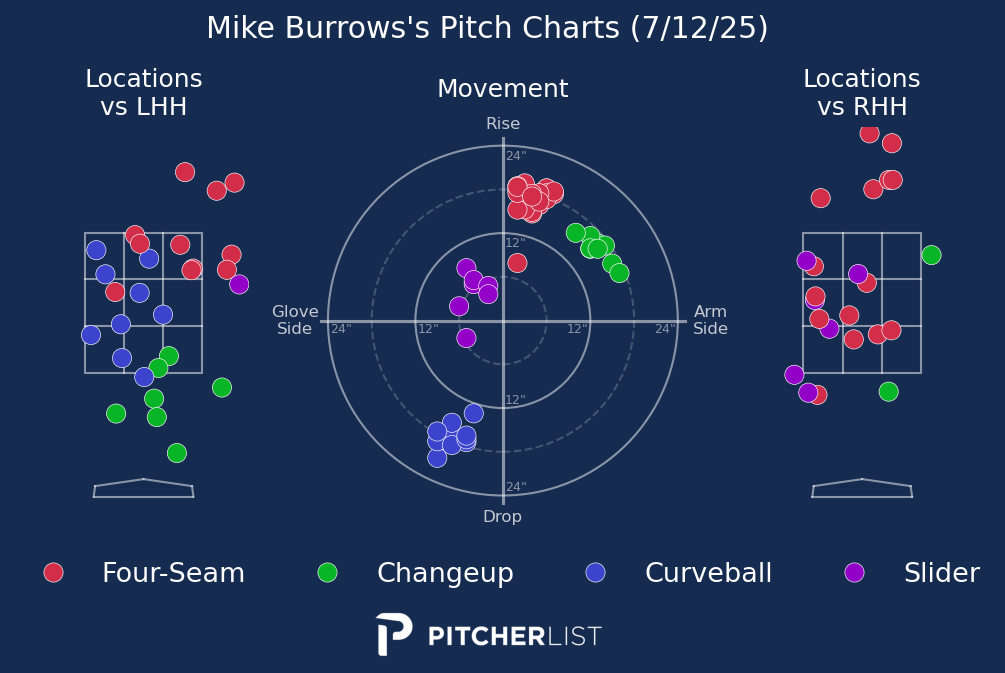 Mike Burrows's Pitch Charts (7/12/25)
Locations
vs LHH
Movement
Locations
vs RHH
Rise
24"
12"
Glove
Side
24"
12"
12"
24"
Arm
Side
12"
24"
Drop
Four-Seam
Changeup
Curveball
Slider
PITCHERLIST